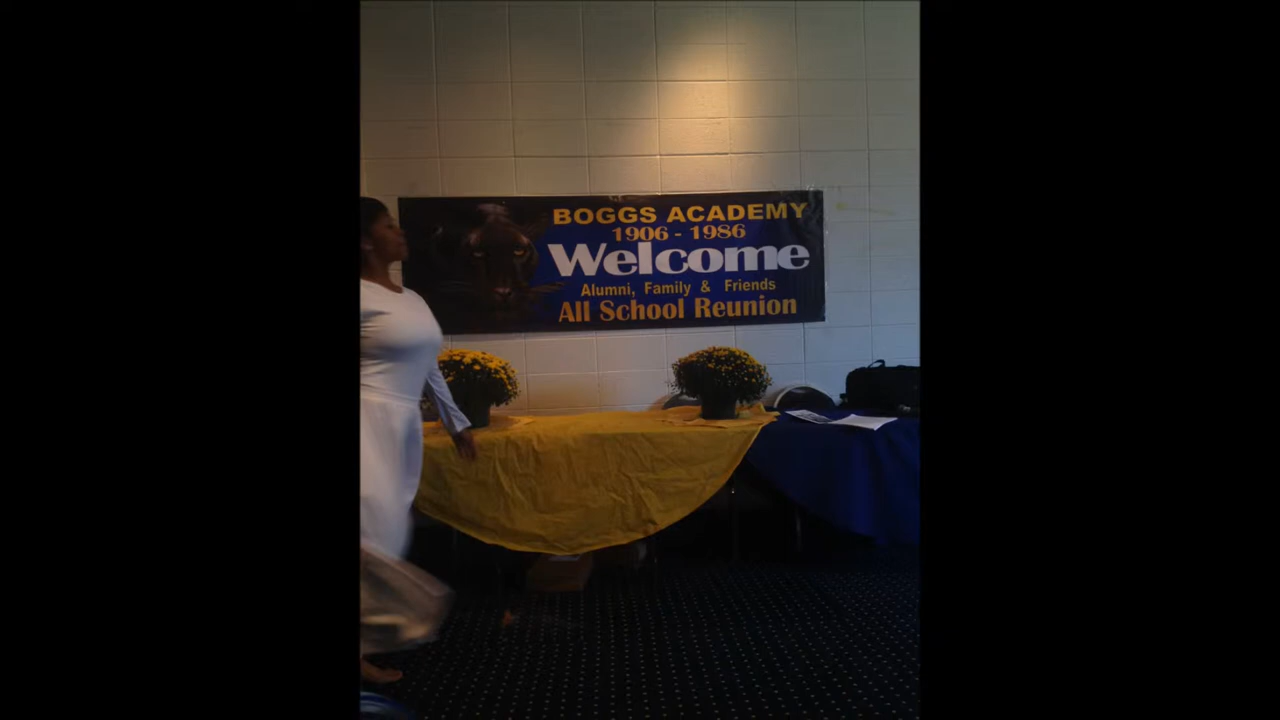 BOGGS ACADEMY
1906 - 1986
Welcome
Alumni, Family & Friends
All School Reunion